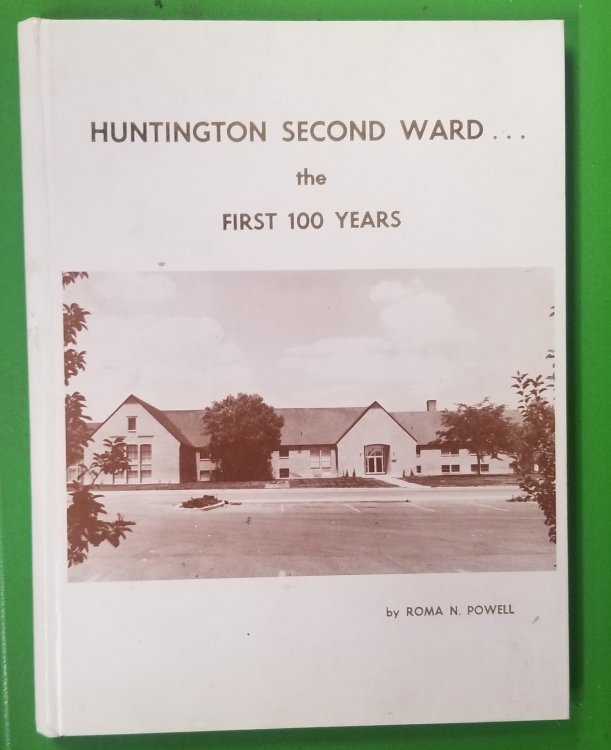 HUNTINGTON SECOND WARD...
the
FIRST 100 YEARS
by ROMA N. POWELL